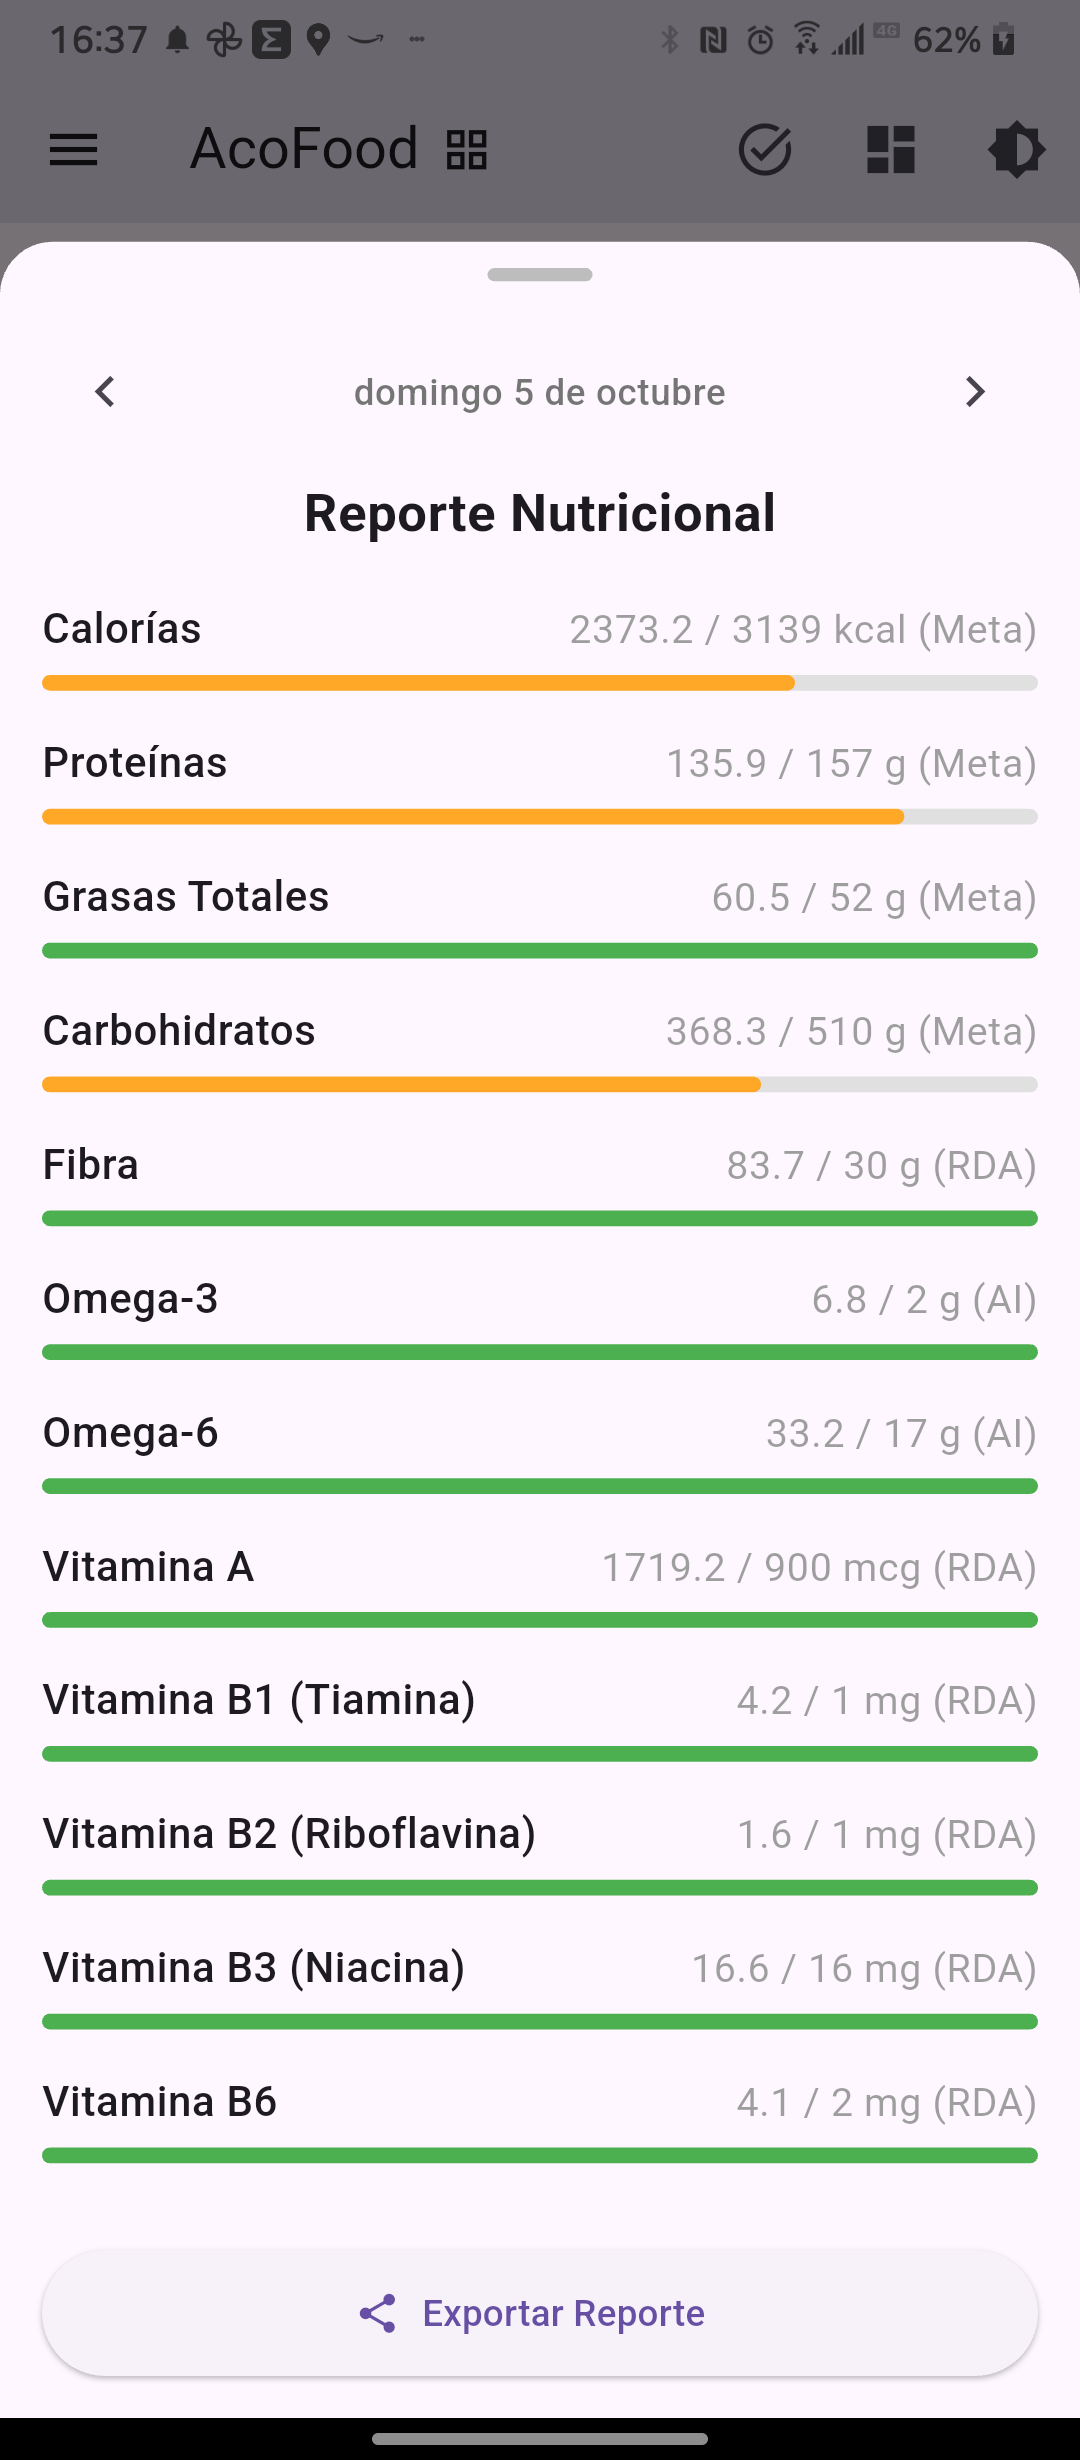 16:37 4G 62%
AcoFood
domingo 5 de octubre
Reporte Nutricional
Calorías 2373.2 / 3139 kcal (Meta)
Proteínas 135.9 / 157 g (Meta)
Grasas Totales 60.5 / 52 g (Meta)
Carbohidratos 368.3 / 510 g (Meta)
Fibra 83.7 / 30 g (RDA)
Omega-3 6.8 / 2 g (AI)
Omega-6 33.2 / 17 g (AI)
Vitamina A 1719.2 / 900 mcg (RDA)
Vitamina B1 (Tiamina) 4.2 / 1 mg (RDA)
Vitamina B2 (Riboflavina) 1.6 / 1 mg (RDA)
Vitamina B3 (Niacina) 16.6 / 16 mg (RDA)
Vitamina B6 4.1 / 2 mg (RDA)
Exportar Reporte